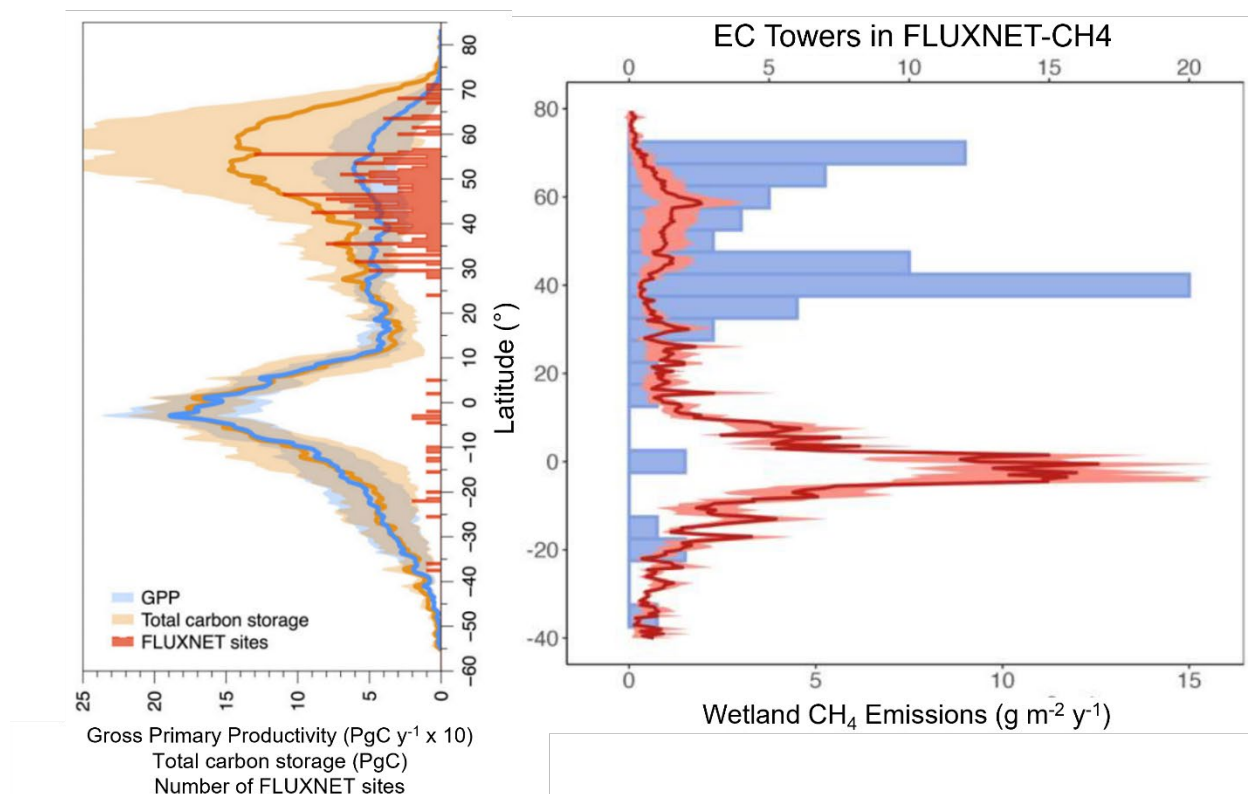 80
70
60
50
40
30
20
10
0
−10
−20
−30
−40
−50
−60
GPP
Total carbon storage
FLUXNET sites
25 20 15 10 5 0
Gross Primary Productivity (PgC y⁻¹ x 10)
Total carbon storage (PgC)
Number of FLUXNET sites
Latitude (°)
EC Towers in FLUXNET-CH4
0 5 10 15 20
80
60
40
20
0
-20
-40
0 5 10 15
Wetland CH₄ Emissions (g m⁻² y⁻¹)